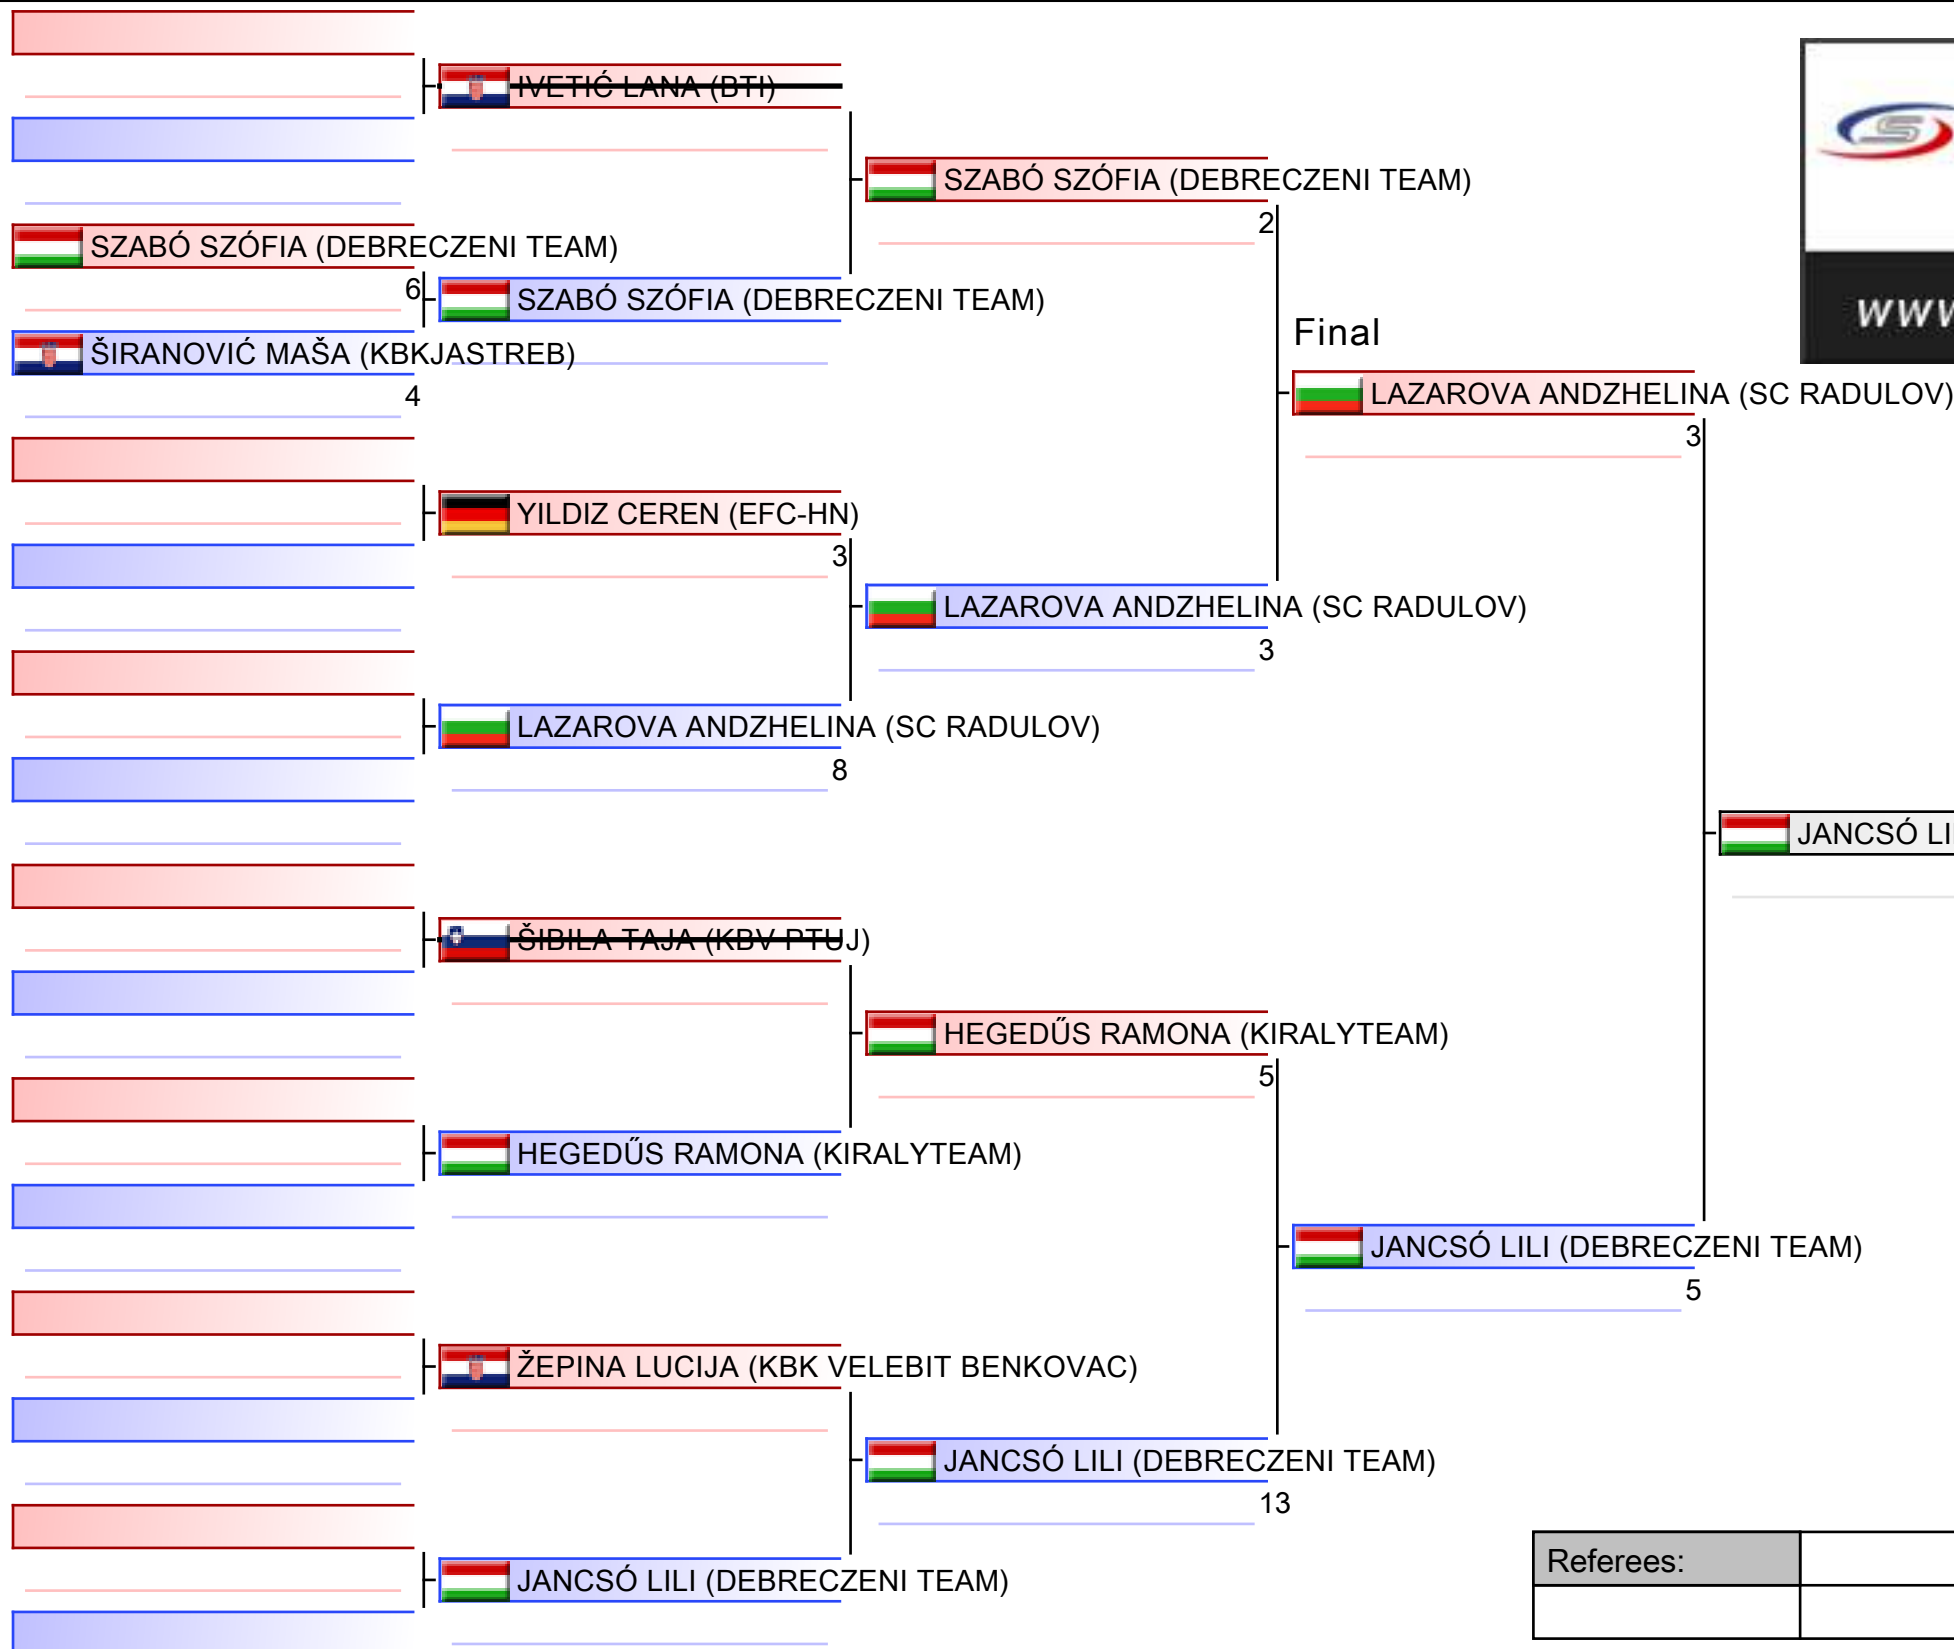 IVETIĆ LANA (BTI)
SZABÓ SZÓFIA (DEBRECZENI TEAM)
2
SZABÓ SZÓFIA (DEBRECZENI TEAM)
6
SZABÓ SZÓFIA (DEBRECZENI TEAM)
ŠIRANOVIĆ MAŠA (KBKJASTREB)
4
Final
WWW
LAZAROVA ANDZHELINA (SC RADULOV)
3
YILDIZ CEREN (EFC-HN)
3
LAZAROVA ANDZHELINA (SC RADULOV)
3
LAZAROVA ANDZHELINA (SC RADULOV)
8
JANCSÓ LI
ŠIBILA TAJA (KBV PTUJ)
HEGEDŰS RAMONA (KIRALYTEAM)
5
HEGEDŰS RAMONA (KIRALYTEAM)
JANCSÓ LILI (DEBRECZENI TEAM)
5
ŽEPINA LUCIJA (KBK VELEBIT BENKOVAC)
JANCSÓ LILI (DEBRECZENI TEAM)
13
JANCSÓ LILI (DEBRECZENI TEAM)
Referees: